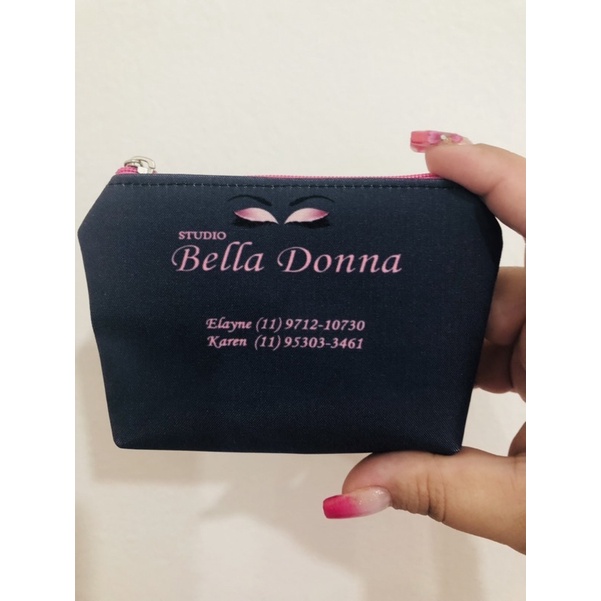 STUDIO
Bella Donna
Elayne (11) 9712-10730
Karen (11) 95303-3461